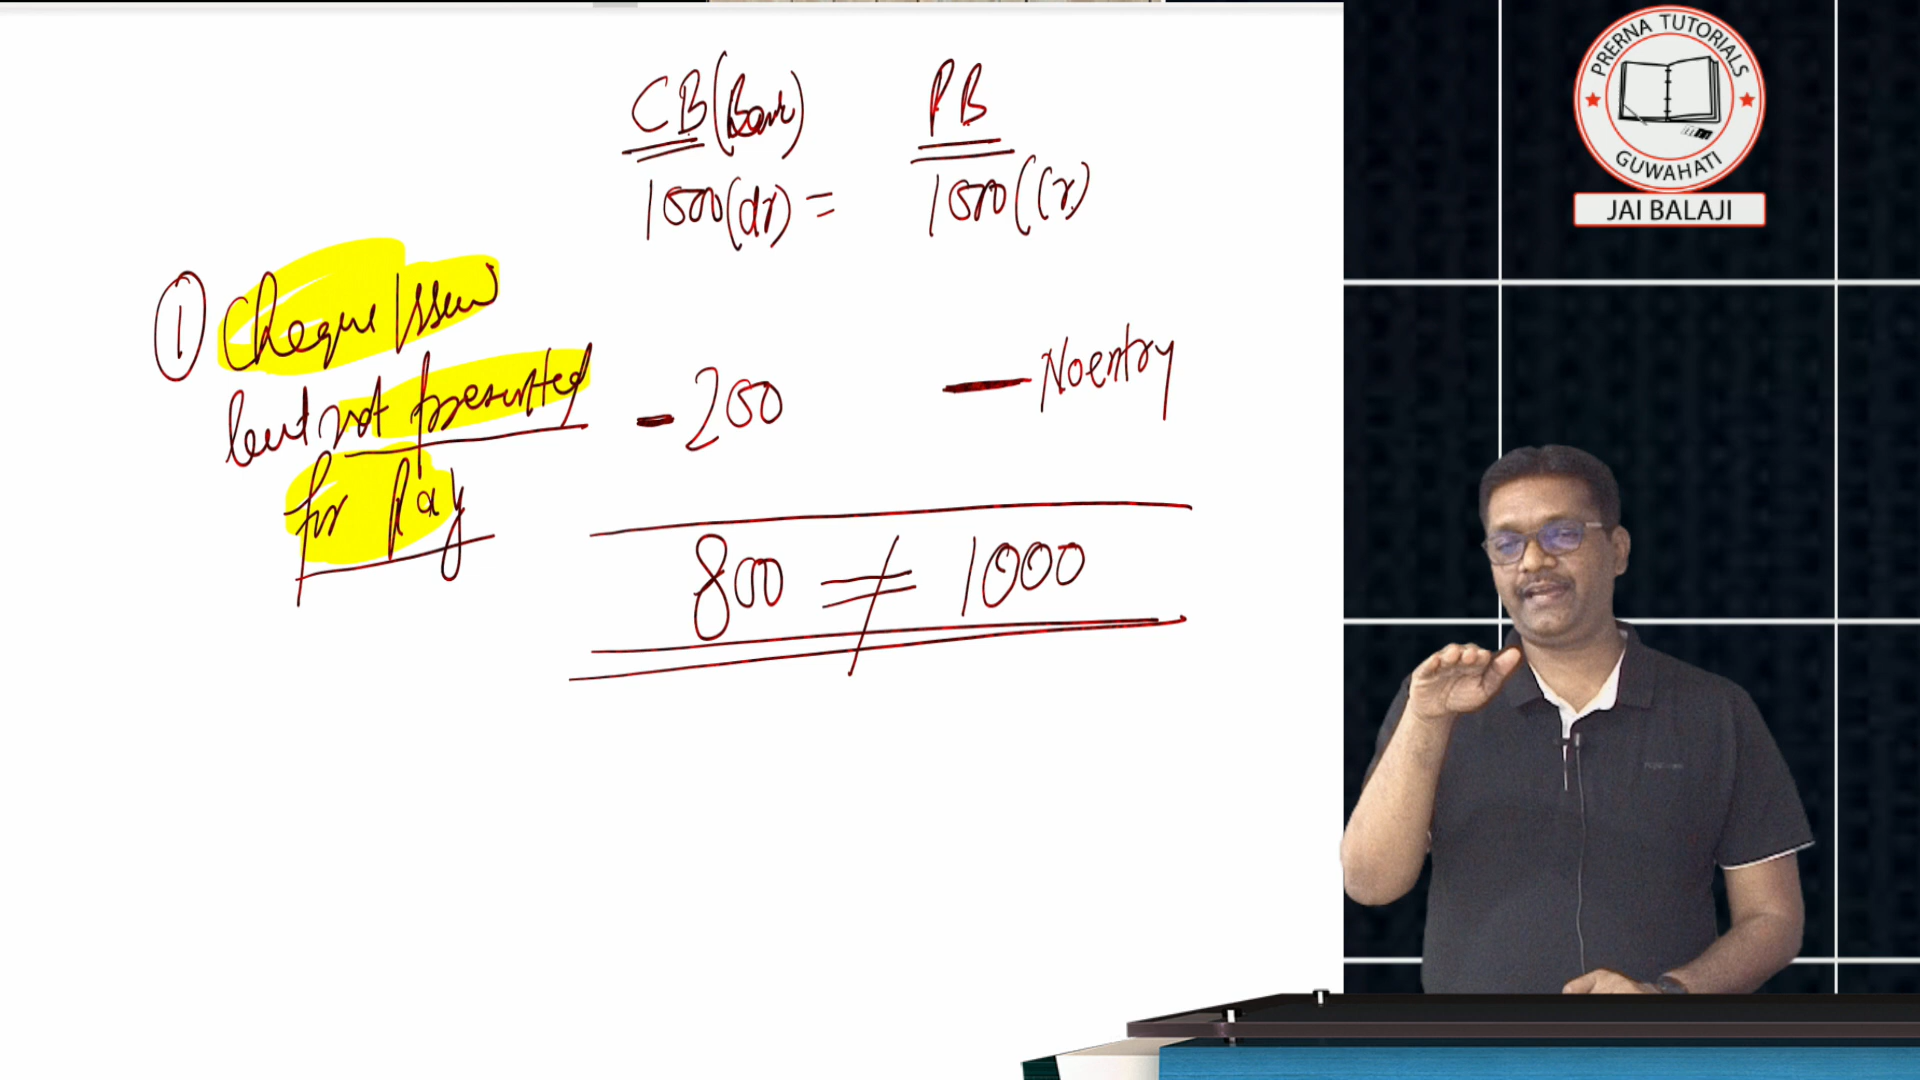 CB (Bank) PB
1000 (dr) = 1000 (Cr)
① Cheque Issued
but not presented - 200 — No entry
for Pay
800 ≠ 1000
PRERNA TUTORIALS
GUWAHATI
JAI BALAJI